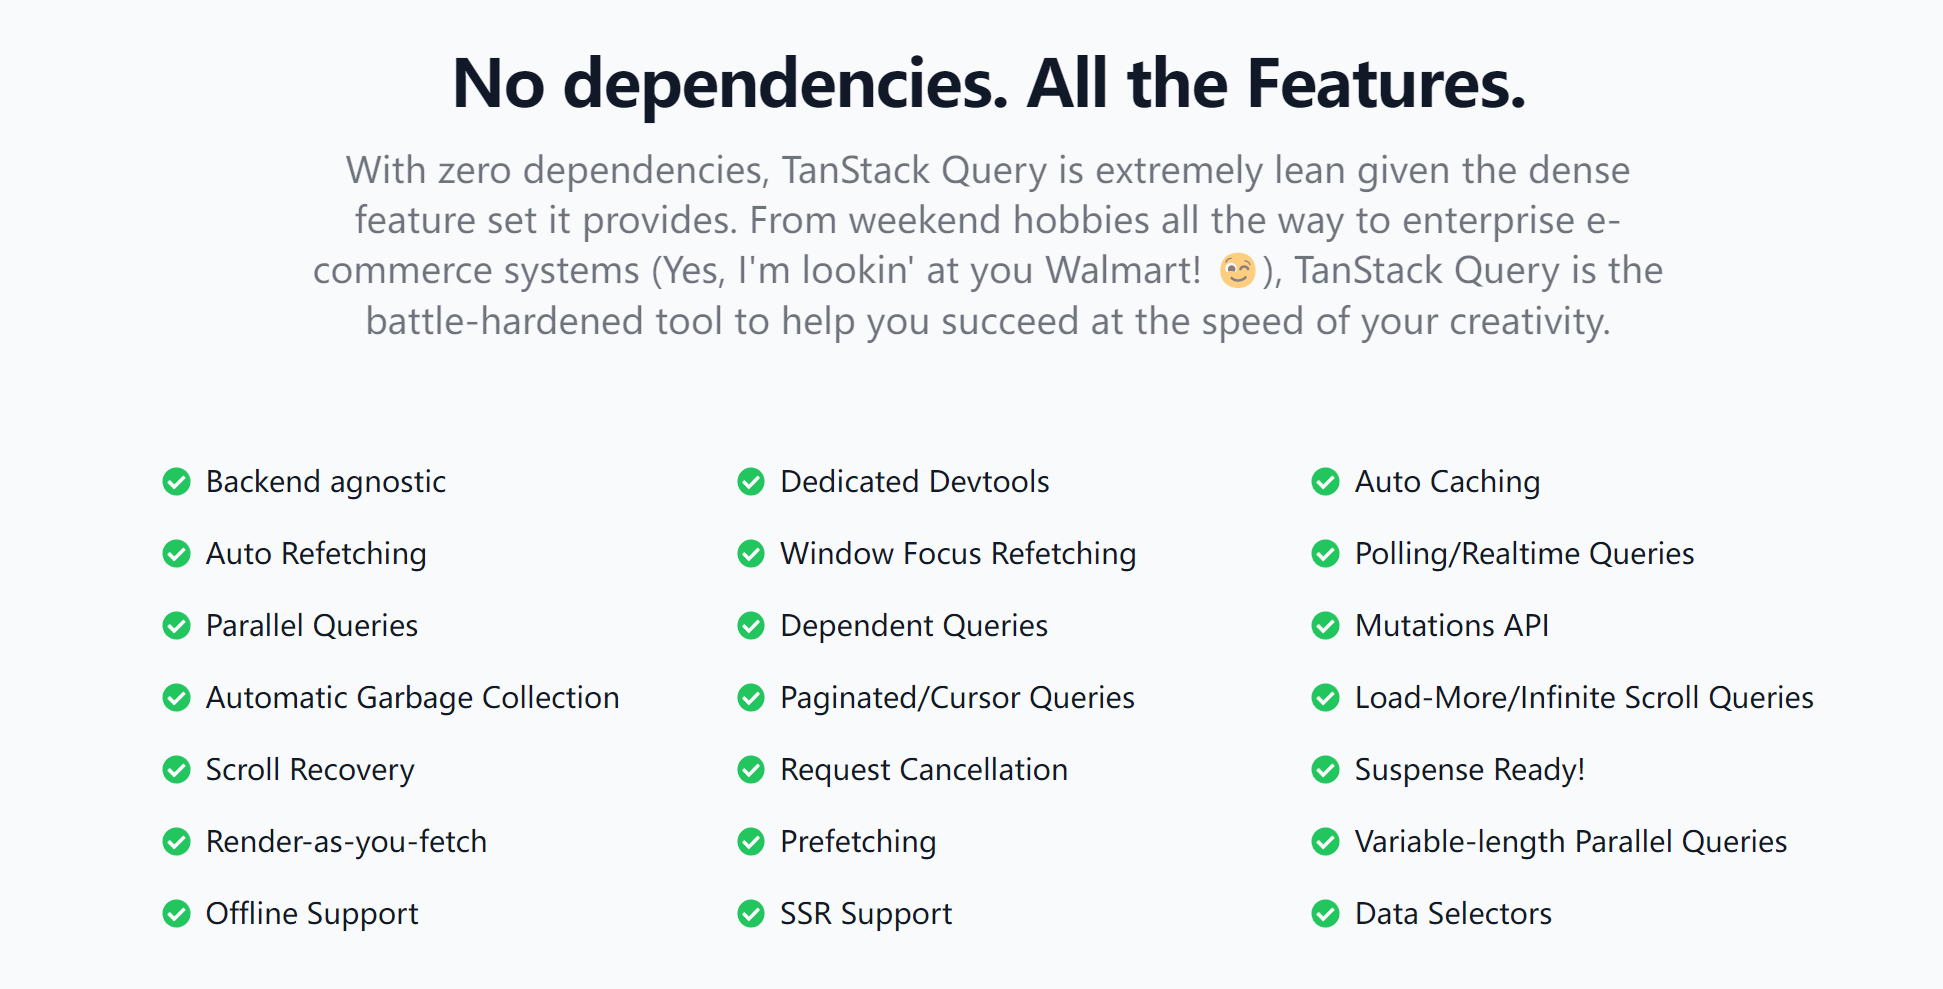 No dependencies. All the Features.
With zero dependencies, TanStack Query is extremely lean given the dense
feature set it provides. From weekend hobbies all the way to enterprise e-
commerce systems (Yes, I'm lookin' at you Walmart! 😉), TanStack Query is the
battle-hardened tool to help you succeed at the speed of your creativity.
Backend agnostic
Dedicated Devtools
Auto Caching
Auto Refetching
Window Focus Refetching
Polling/Realtime Queries
Parallel Queries
Dependent Queries
Mutations API
Automatic Garbage Collection
Paginated/Cursor Queries
Load-More/Infinite Scroll Queries
Scroll Recovery
Request Cancellation
Suspense Ready!
Render-as-you-fetch
Prefetching
Variable-length Parallel Queries
Offline Support
SSR Support
Data Selectors